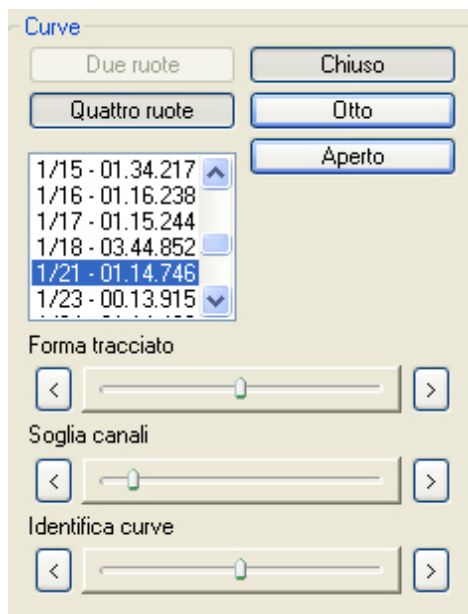 Curve
Due ruote
Chiuso
Quattro ruote
Otto
Aperto
1/15 - 01.34.217
1/16 - 01.16.238
1/17 - 01.15.244
1/18 - 03.44.852
1/21 - 01.14.746
1/23 - 00.13.915
Forma tracciato
<
>
Soglia canali
<
>
Identifica curve
<
>